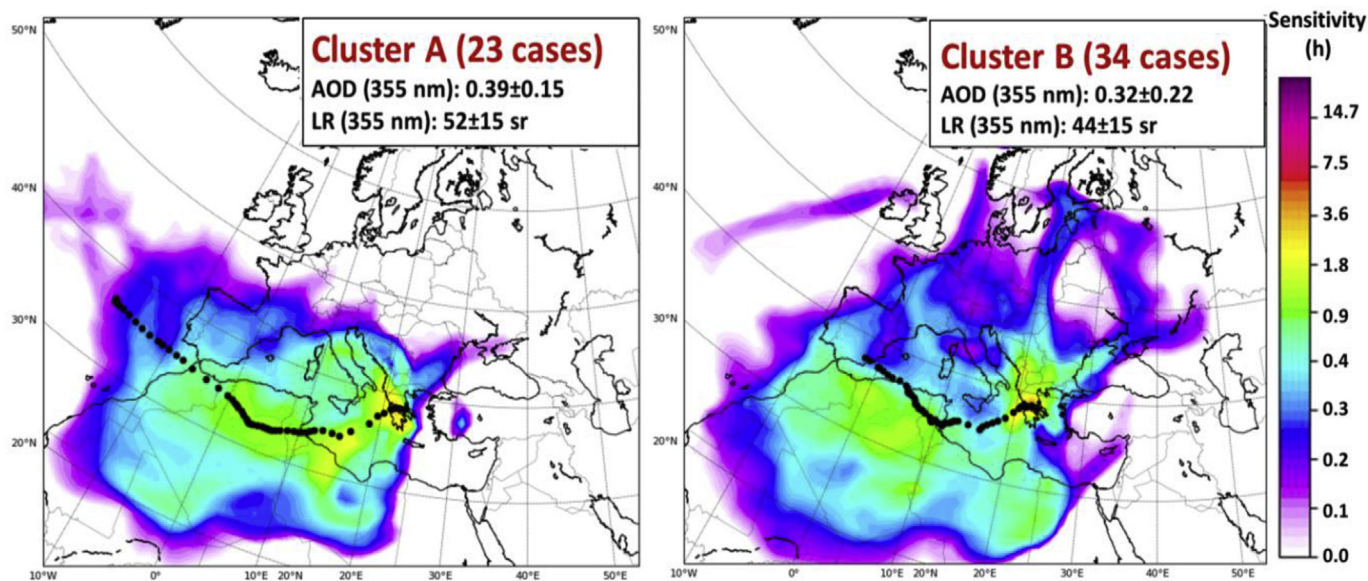 Cluster A (23 cases)
AOD (355 nm): 0.39±0.15
LR (355 nm): 52±15 sr
50°N
40°N
30°N
20°N
10°W
0°
10°E
20°N
20°E
30°E
40°E
50°E
Cluster B (34 cases)
AOD (355 nm): 0.32±0.22
LR (355 nm): 44±15 sr
50°N
40°N
30°N
20°N
10°W
0°
10°E
20°N
20°E
30°E
40°E
50°E
Sensitivity
(h)
14.7
7.5
3.6
1.8
0.9
0.4
0.3
0.2
0.1
0.0